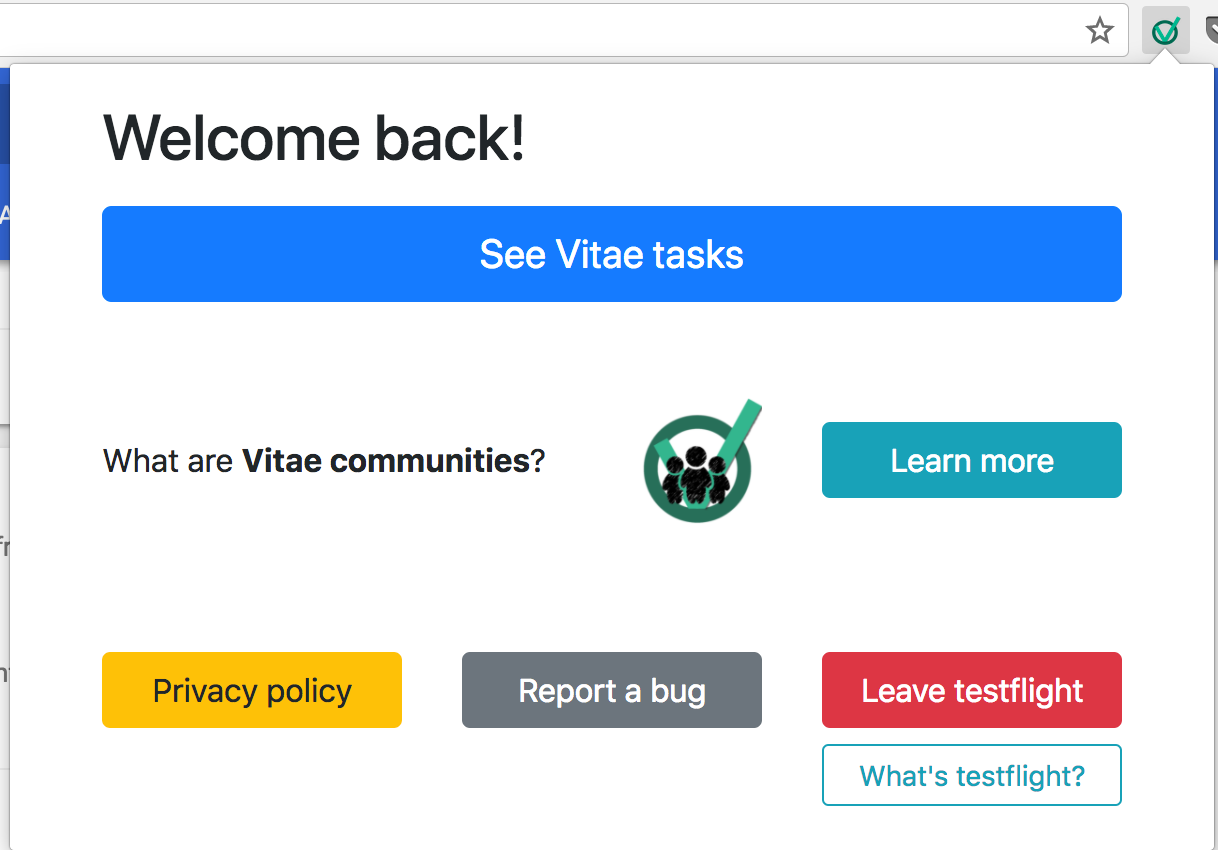 Welcome back!
See Vitae tasks
What are Vitae communities?
Learn more
Privacy policy
Report a bug
Leave testflight
What's testflight?